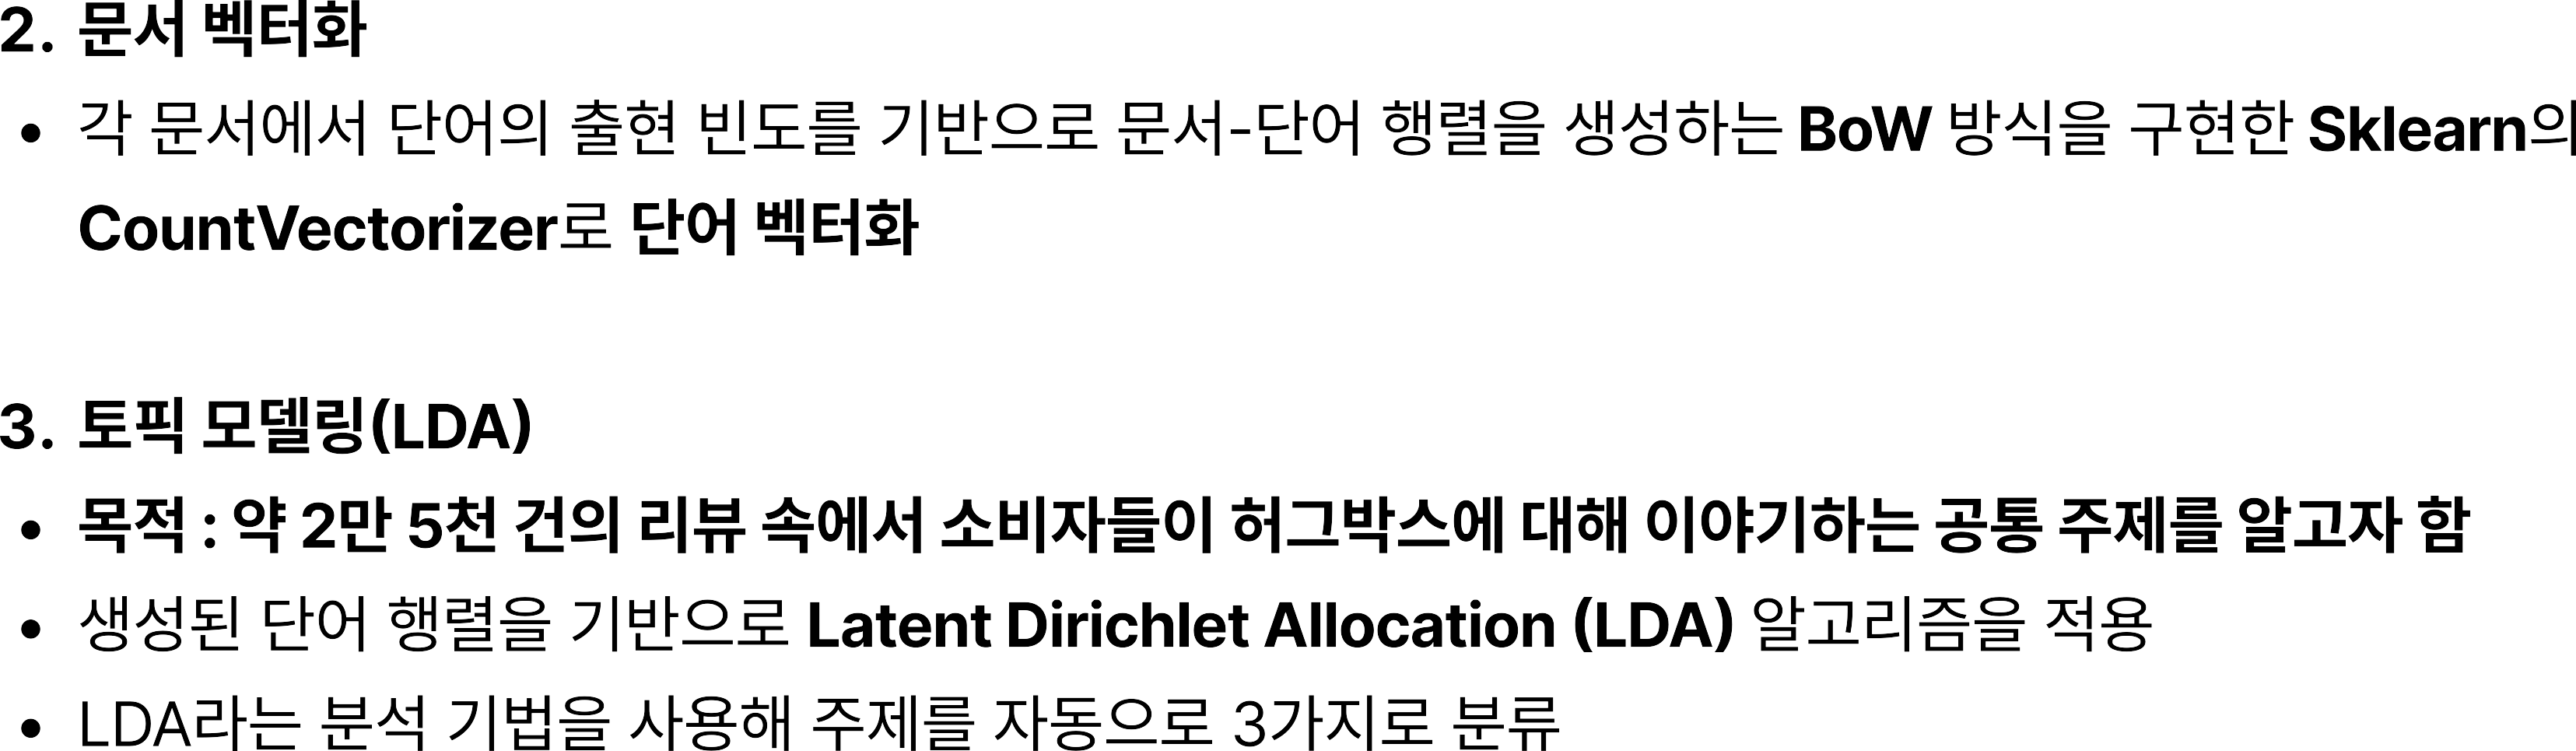 2. 문서 벡터화
• 각 문서에서 단어의 출현 빈도를 기반으로 문서-단어 행렬을 생성하는 BoW 방식을 구현한 Sklearn의
CountVectorizer로 단어 벡터화
3. 토픽 모델링(LDA)
• 목적 : 약 2만 5천 건의 리뷰 속에서 소비자들이 허그박스에 대해 이야기하는 공통 주제를 알고자 함
• 생성된 단어 행렬을 기반으로 Latent Dirichlet Allocation (LDA) 알고리즘을 적용
• LDA라는 분석 기법을 사용해 주제를 자동으로 3가지로 분류